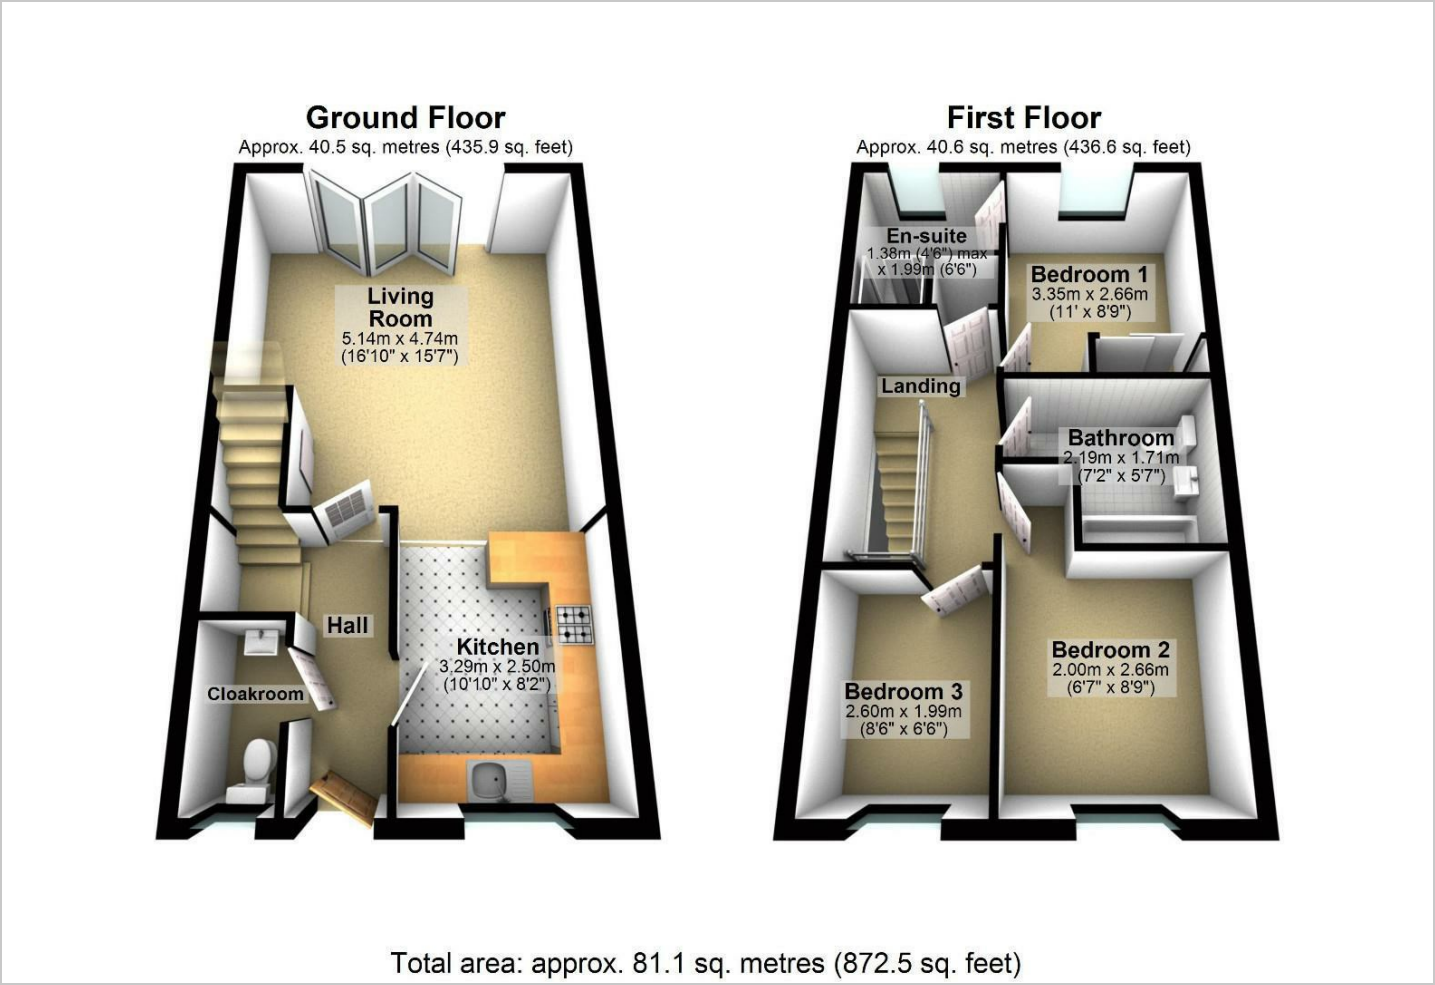 Ground Floor
Approx. 40.5 sq. metres (435.9 sq. feet)
Living
Room
5.14m x 4.74m
(16'10" x 15'7")
Hall
Kitchen
3.29m x 2.50m
(10'10" x 8'2")
Cloakroom
First Floor
Approx. 40.6 sq. metres (436.6 sq. feet)
En-suite
1.38m (4'6") max
x 1.99m (6'6")
Bedroom 1
3.35m x 2.66m
(11' x 8'9")
Landing
Bathroom
2.19m x 1.71m
(7'2" x 5'7")
Bedroom 2
2.00m x 2.66m
(6'7" x 8'9")
Bedroom 3
2.60m x 1.99m
(8'6" x 6'6")
Total area: approx. 81.1 sq. metres (872.5 sq. feet)